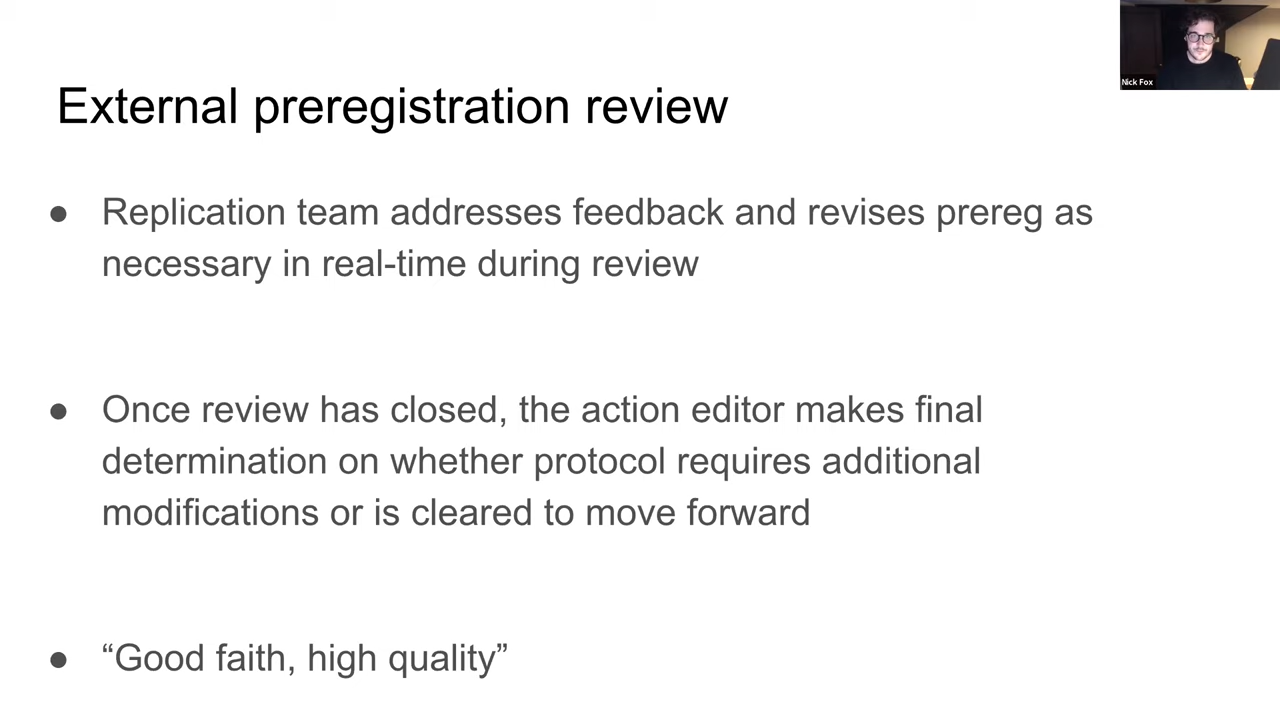 Nick Fox
External preregistration review
● Replication team addresses feedback and revises prereg as
necessary in real-time during review
● Once review has closed, the action editor makes final
determination on whether protocol requires additional
modifications or is cleared to move forward
● “Good faith, high quality”